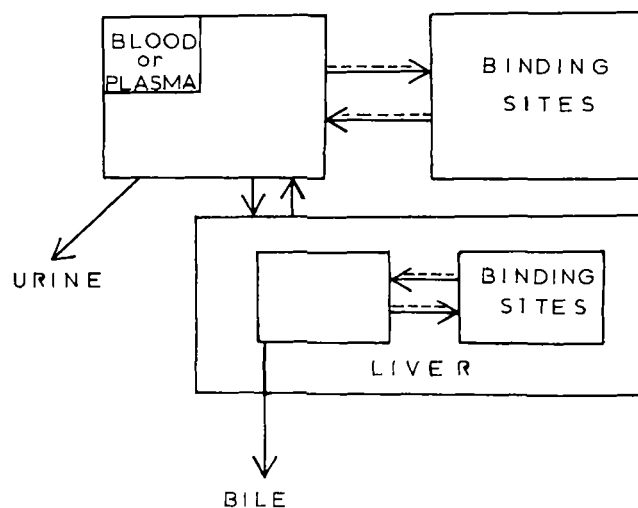 BLOOD
or
PLASMA
BINDING
SITES
URINE
BINDING
SITES
LIVER
BILE